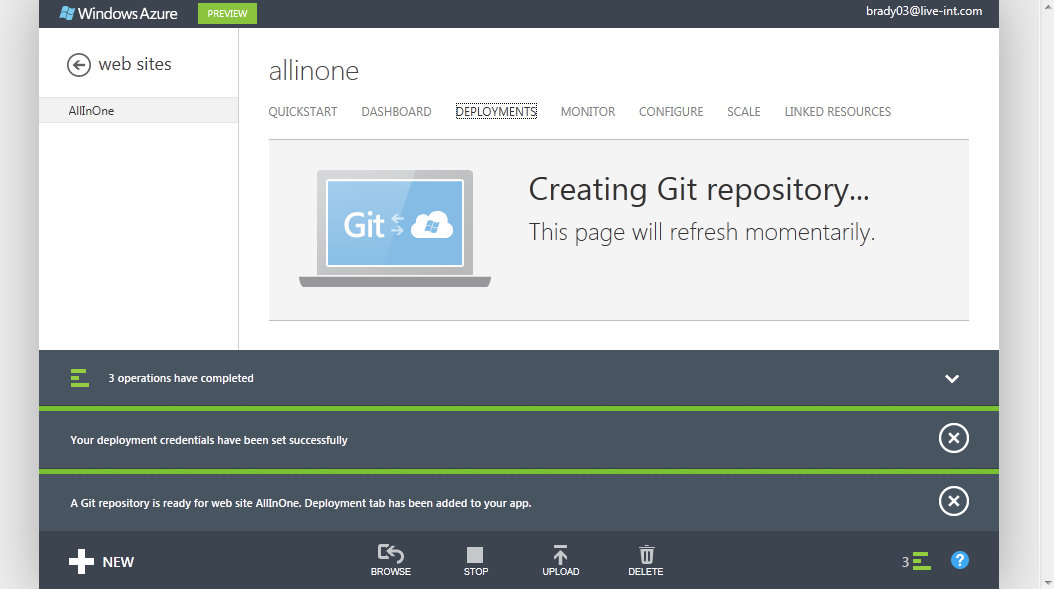 Windows Azure PREVIEW brady03@live-int.com
web sites
AllInOne
allinone
QUICKSTART DASHBOARD DEPLOYMENTS MONITOR CONFIGURE SCALE LINKED RESOURCES
Git
Creating Git repository...
This page will refresh momentarily.
3 operations have completed
Your deployment credentials have been set successfully
A Git repository is ready for web site AllInOne. Deployment tab has been added to your app.
NEW BROWSE STOP UPLOAD DELETE 3 ?